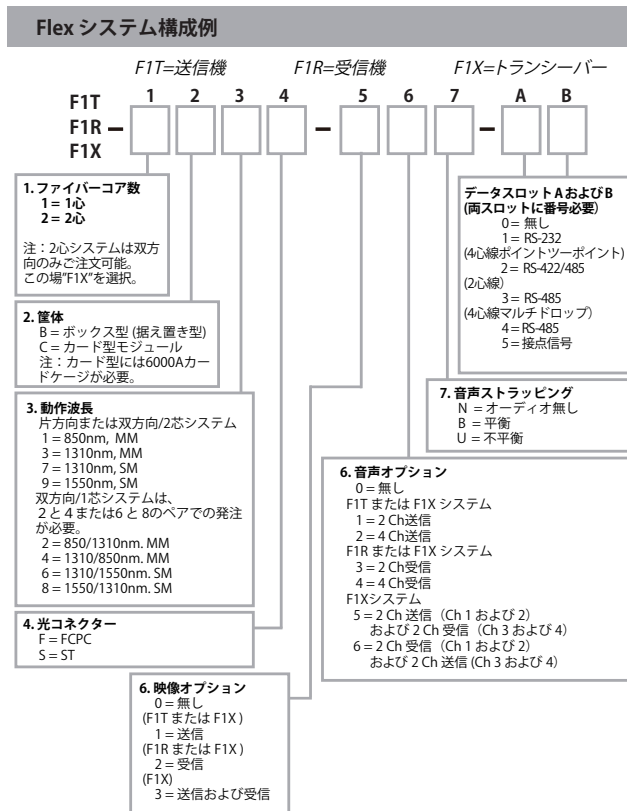 Flex システム構成例
F1T=送信機 F1R=受信機 F1X=トランシーバー
F1T
F1R
F1X
– 1 2 3 4 – 5 6 7 – A B
1. ファイバーコア数
1 = 1心
2 = 2心
注：2心システムは双方
向のみご注文可能。
この場"F1X"を選択。
2. 筐体
B = ボックス型 (据え置き型)
C = カード型モジュール
注：カード型には6000Aカー
ドケージが必要。
3. 動作波長
片方向または双方向/2芯システム
1 = 850nm, MM
3 = 1310nm, MM
7 = 1310nm, SM
9 = 1550nm, SM
双方向/1芯システムは、
2 と 4 または6 と 8のペアでの発注
が必要。
2 = 850/1310nm. MM
4 = 1310/850nm. MM
6 = 1310/1550nm. SM
8 = 1550/1310nm. SM
4. 光コネクター
F = FCPC
S = ST
6. 映像オプション
0 = 無し
(F1T または F1X )
1 = 送信
(F1R または F1X )
2 = 受信
(F1X)
3 = 送信および受信
6. 音声オプション
0 = 無し
F1T または F1X システム
1 = 2 Ch送信
2 = 4 Ch送信
F1R または F1X システム
3 = 2 Ch受信
4 = 4 Ch受信
F1Xシステム
5 = 2 Ch 送信（Ch 1 および 2）
および 2 Ch 受信（Ch 3 および 4）
6 = 2 Ch 受信（Ch 1 および 2）
および 2 Ch 送信 (Ch 3 および 4）
7. 音声ストラッピング
N = オーディオ無し
B = 平衡
U = 不平衡
データスロット A および B
(両スロットに番号必要）
0 = 無し
1 = RS-232
(4心線ポイントツーポイント)
2 = RS-422/485
(2心線）
3 = RS-485
(4心線マルチドロップ）
4 = RS-485
5 = 接点信号